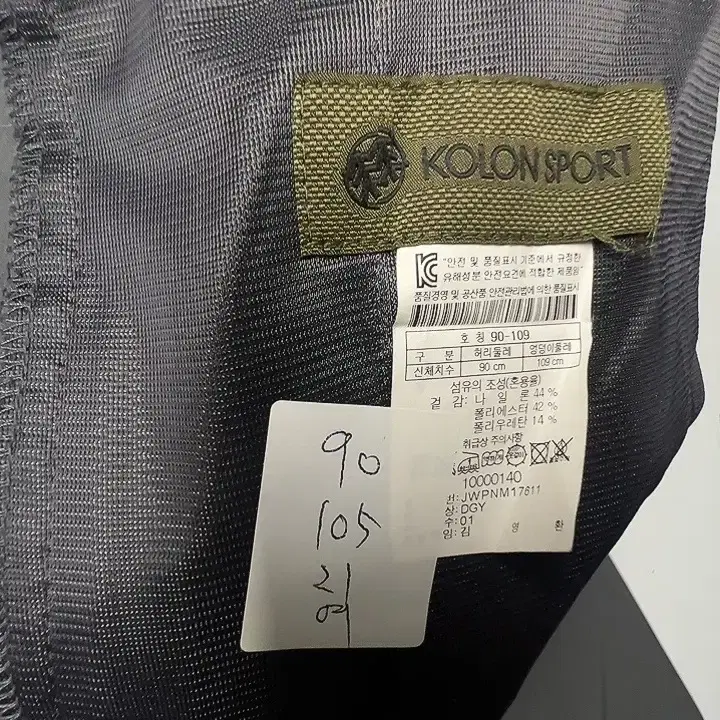 KOLON SPORT
"안전 및 품질표시 기준에서 규정한
유해성분 안전요건에 적합한 제품임"
품질경영 및 공산품 안전관리법에 의한 품질표시
호 칭 90-109
구 분 허리둘레 엉덩이둘레
신체치수 90 cm 109 cm
섬유의 조성(혼용율)
겉 감: 나 일 론 44 %
폴리에스터 42 %
폴리우레탄 14 %
취급상 주의사항
10000140
번: JWPNM17611
상: DGY
수: 01
임: 김 영 환
90
105